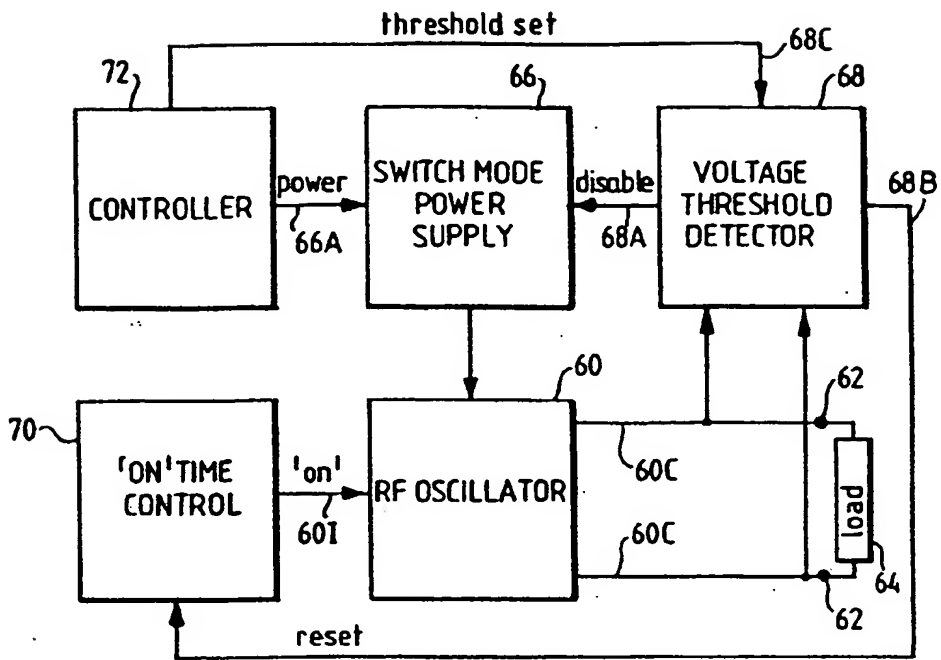 threshold set
68C
72
66
68
CONTROLLER
power
66A
SWITCH MODE
POWER
SUPPLY
disable
68A
VOLTAGE
THRESHOLD
DETECTOR
68B
70
60
62
'ON' TIME
CONTROL
'on'
60I
RF OSCILLATOR
60C
60C
load
64
62
reset